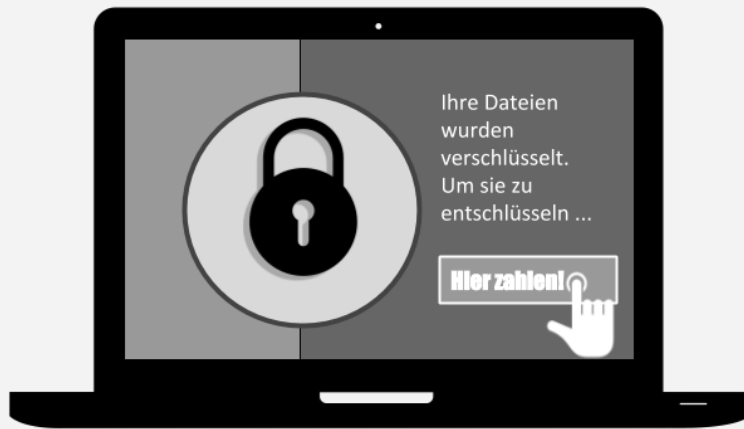 Ihre Dateien
wurden
verschlüsselt.
Um sie zu
entschlüsseln ...
Hier zahlen!